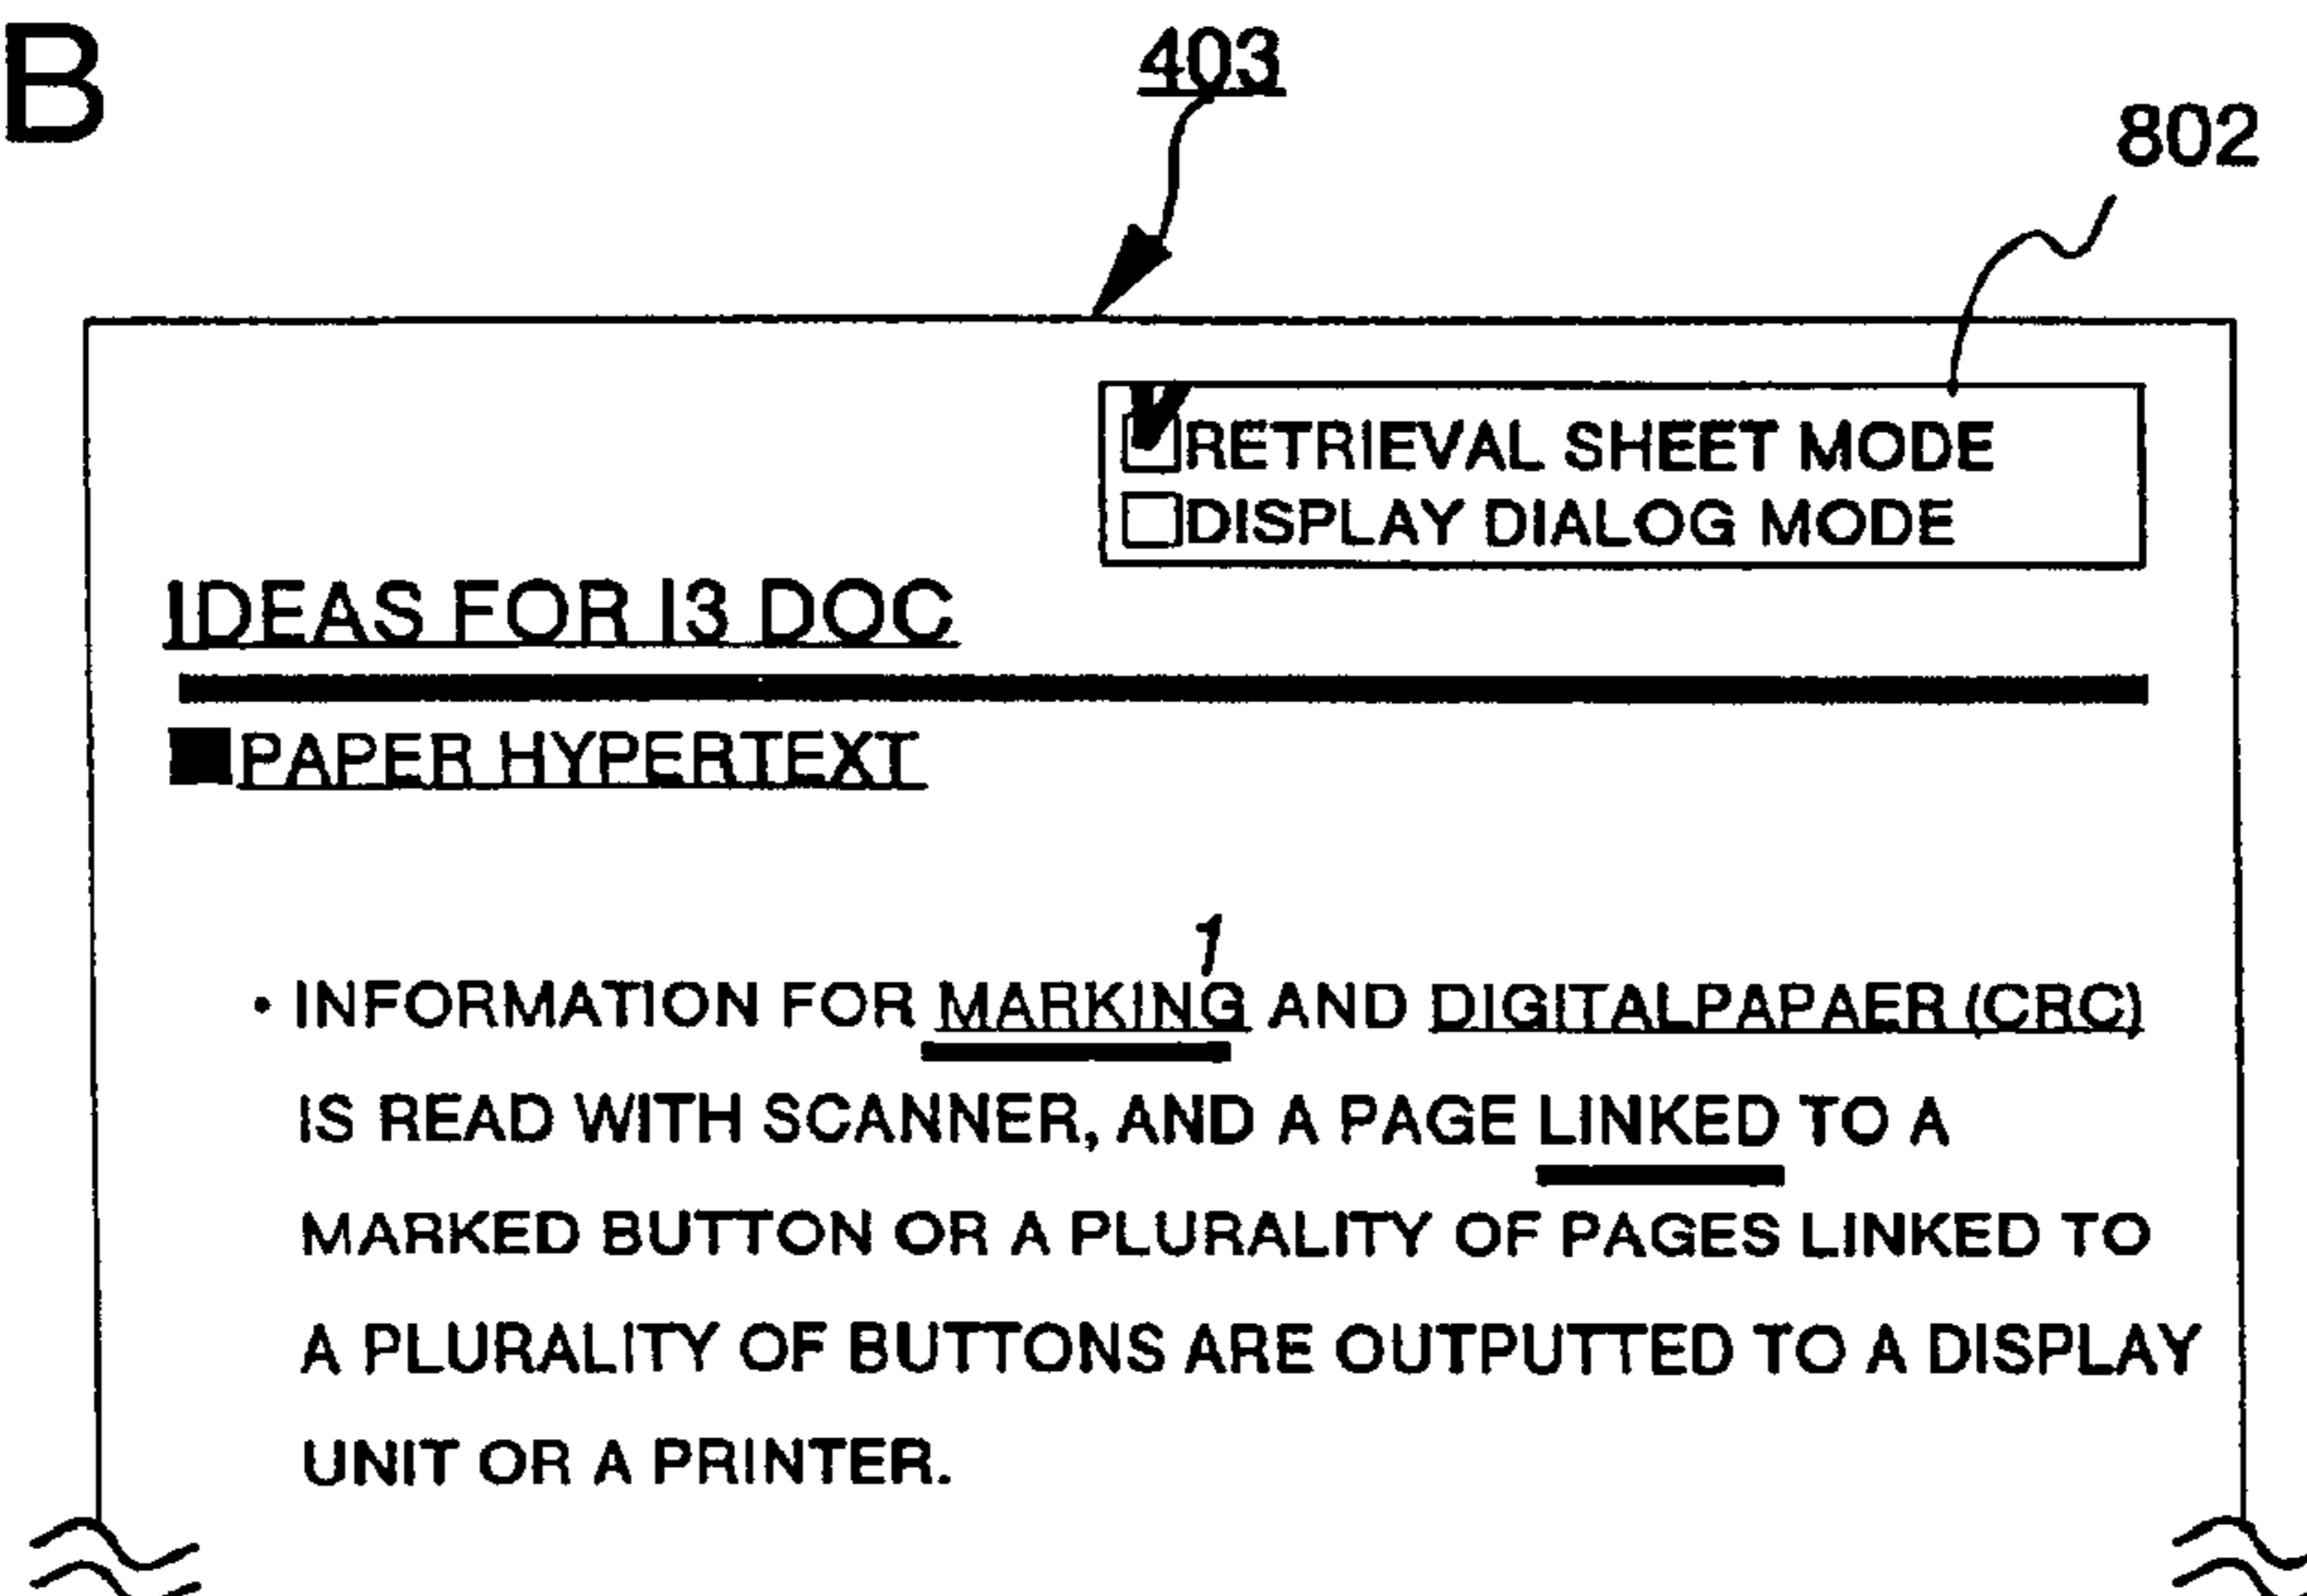 B
403
802
RETRIEVAL SHEET MODE
DISPLAY DIALOG MODE
IDEAS FOR I3 DOC
PAPER HYPERTEXT
1
• INFORMATION FOR MARKING AND DIGITALPAPAER (CRC)
IS READ WITH SCANNER, AND A PAGE LINKED TO A
MARKED BUTTON OR A PLURALITY OF PAGES LINKED TO
A PLURALITY OF BUTTONS ARE OUTPUTTED TO A DISPLAY
UNIT OR A PRINTER.